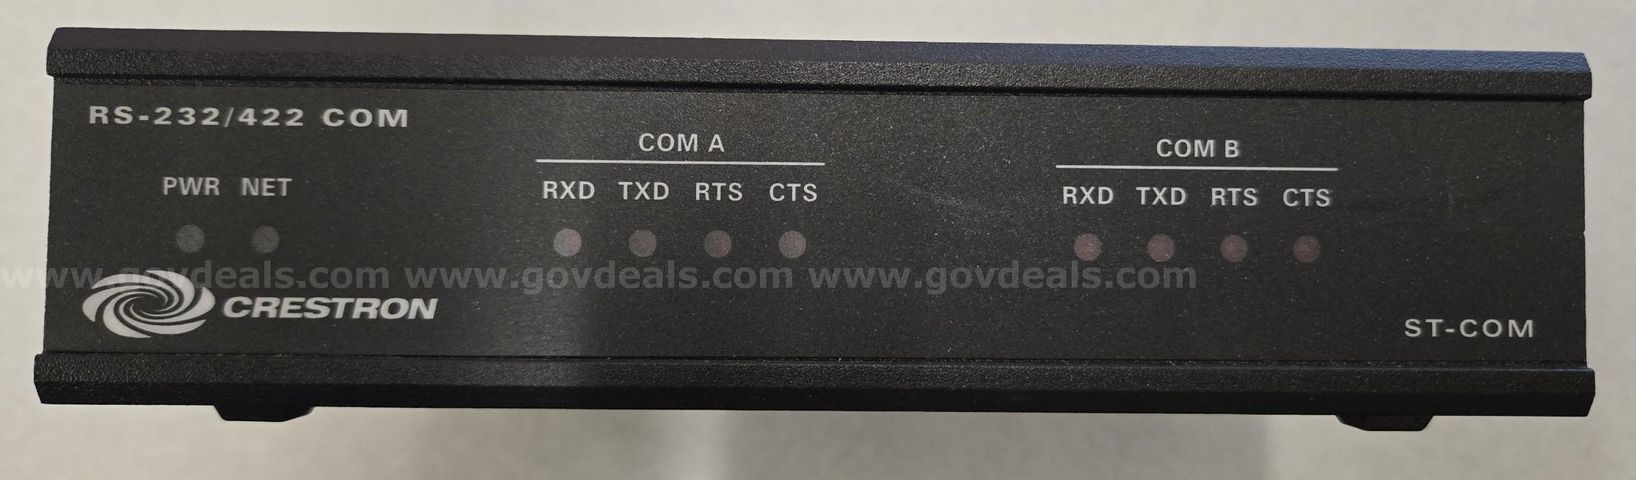 RS-232/422 COM
COM A
COM B
PWR NET
RXD TXD RTS CTS
RXD TXD RTS CTS
www.govdeals.com www.govdeals.com www.govdeals.com
CRESTRON
ST-COM